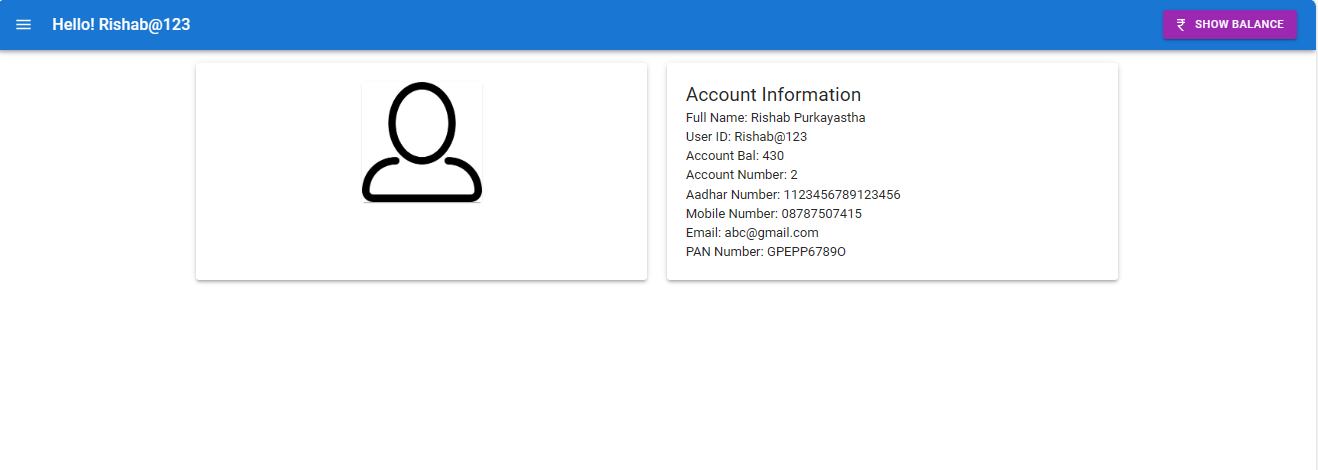 Hello! Rishab@123
₹ SHOW BALANCE
Account Information
Full Name: Rishab Purkayastha
User ID: Rishab@123
Account Bal: 430
Account Number: 2
Aadhar Number: 1123456789123456
Mobile Number: 08787507415
Email: abc@gmail.com
PAN Number: GPEPP6789O